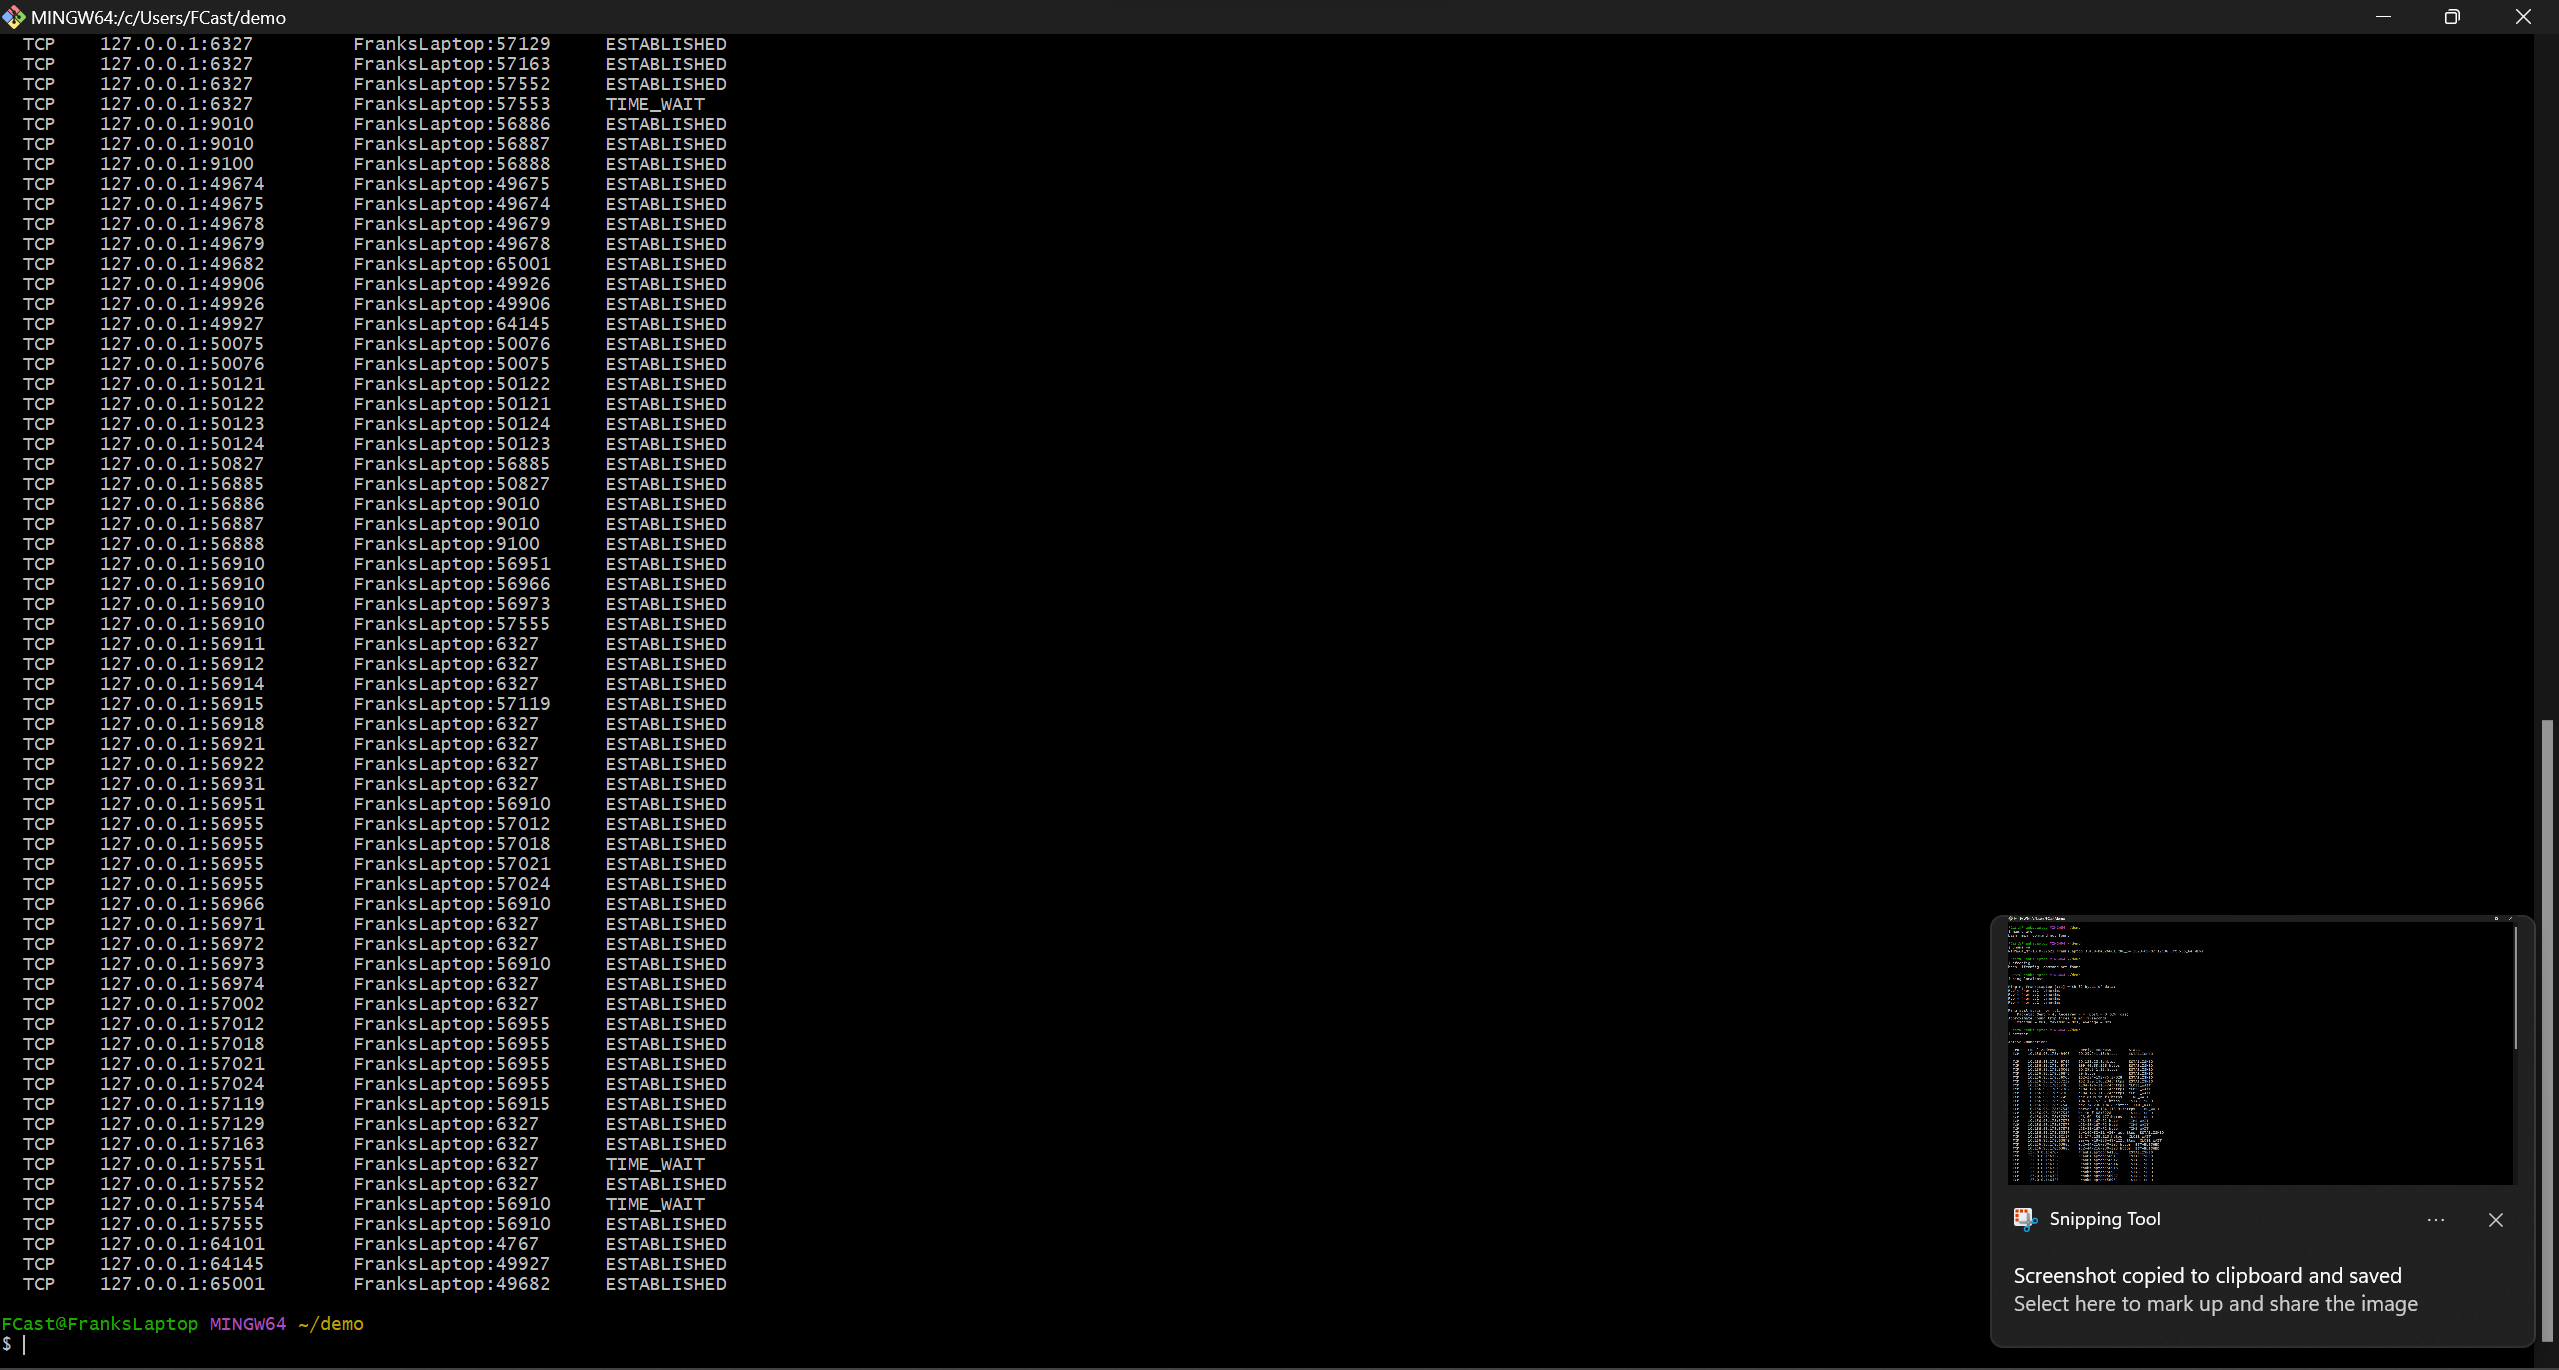 MINGW64:/c/Users/FCast/demo
TCP 127.0.0.1:6327 FranksLaptop:57129 ESTABLISHED
TCP 127.0.0.1:6327 FranksLaptop:57163 ESTABLISHED
TCP 127.0.0.1:6327 FranksLaptop:57552 ESTABLISHED
TCP 127.0.0.1:6327 FranksLaptop:57553 TIME_WAIT
TCP 127.0.0.1:9010 FranksLaptop:56886 ESTABLISHED
TCP 127.0.0.1:9010 FranksLaptop:56887 ESTABLISHED
TCP 127.0.0.1:9100 FranksLaptop:56888 ESTABLISHED
TCP 127.0.0.1:49674 FranksLaptop:49675 ESTABLISHED
TCP 127.0.0.1:49675 FranksLaptop:49674 ESTABLISHED
TCP 127.0.0.1:49678 FranksLaptop:49679 ESTABLISHED
TCP 127.0.0.1:49679 FranksLaptop:49678 ESTABLISHED
TCP 127.0.0.1:49682 FranksLaptop:65001 ESTABLISHED
TCP 127.0.0.1:49906 FranksLaptop:49926 ESTABLISHED
TCP 127.0.0.1:49926 FranksLaptop:49906 ESTABLISHED
TCP 127.0.0.1:49927 FranksLaptop:64145 ESTABLISHED
TCP 127.0.0.1:50075 FranksLaptop:50076 ESTABLISHED
TCP 127.0.0.1:50076 FranksLaptop:50075 ESTABLISHED
TCP 127.0.0.1:50121 FranksLaptop:50122 ESTABLISHED
TCP 127.0.0.1:50122 FranksLaptop:50121 ESTABLISHED
TCP 127.0.0.1:50123 FranksLaptop:50124 ESTABLISHED
TCP 127.0.0.1:50124 FranksLaptop:50123 ESTABLISHED
TCP 127.0.0.1:50827 FranksLaptop:56885 ESTABLISHED
TCP 127.0.0.1:56885 FranksLaptop:50827 ESTABLISHED
TCP 127.0.0.1:56886 FranksLaptop:9010 ESTABLISHED
TCP 127.0.0.1:56887 FranksLaptop:9010 ESTABLISHED
TCP 127.0.0.1:56888 FranksLaptop:9100 ESTABLISHED
TCP 127.0.0.1:56910 FranksLaptop:56951 ESTABLISHED
TCP 127.0.0.1:56910 FranksLaptop:56966 ESTABLISHED
TCP 127.0.0.1:56910 FranksLaptop:56973 ESTABLISHED
TCP 127.0.0.1:56910 FranksLaptop:57555 ESTABLISHED
TCP 127.0.0.1:56911 FranksLaptop:6327 ESTABLISHED
TCP 127.0.0.1:56912 FranksLaptop:6327 ESTABLISHED
TCP 127.0.0.1:56914 FranksLaptop:6327 ESTABLISHED
TCP 127.0.0.1:56915 FranksLaptop:57119 ESTABLISHED
TCP 127.0.0.1:56918 FranksLaptop:6327 ESTABLISHED
TCP 127.0.0.1:56921 FranksLaptop:6327 ESTABLISHED
TCP 127.0.0.1:56922 FranksLaptop:6327 ESTABLISHED
TCP 127.0.0.1:56931 FranksLaptop:6327 ESTABLISHED
TCP 127.0.0.1:56951 FranksLaptop:56910 ESTABLISHED
TCP 127.0.0.1:56955 FranksLaptop:57012 ESTABLISHED
TCP 127.0.0.1:56955 FranksLaptop:57018 ESTABLISHED
TCP 127.0.0.1:56955 FranksLaptop:57021 ESTABLISHED
TCP 127.0.0.1:56955 FranksLaptop:57024 ESTABLISHED
TCP 127.0.0.1:56966 FranksLaptop:56910 ESTABLISHED
TCP 127.0.0.1:56971 FranksLaptop:6327 ESTABLISHED
TCP 127.0.0.1:56972 FranksLaptop:6327 ESTABLISHED
TCP 127.0.0.1:56973 FranksLaptop:56910 ESTABLISHED
TCP 127.0.0.1:56974 FranksLaptop:6327 ESTABLISHED
TCP 127.0.0.1:57002 FranksLaptop:6327 ESTABLISHED
TCP 127.0.0.1:57012 FranksLaptop:56955 ESTABLISHED
TCP 127.0.0.1:57018 FranksLaptop:56955 ESTABLISHED
TCP 127.0.0.1:57021 FranksLaptop:56955 ESTABLISHED
TCP 127.0.0.1:57024 FranksLaptop:56955 ESTABLISHED
TCP 127.0.0.1:57119 FranksLaptop:56915 ESTABLISHED
TCP 127.0.0.1:57129 FranksLaptop:6327 ESTABLISHED
TCP 127.0.0.1:57163 FranksLaptop:6327 ESTABLISHED
TCP 127.0.0.1:57551 FranksLaptop:6327 TIME_WAIT
TCP 127.0.0.1:57552 FranksLaptop:6327 ESTABLISHED
TCP 127.0.0.1:57554 FranksLaptop:56910 TIME_WAIT
TCP 127.0.0.1:57555 FranksLaptop:56910 ESTABLISHED
TCP 127.0.0.1:64101 FranksLaptop:4767 ESTABLISHED
TCP 127.0.0.1:64145 FranksLaptop:49927 ESTABLISHED
TCP 127.0.0.1:65001 FranksLaptop:49682 ESTABLISHED
FCast@FranksLaptop MINGW64 ~/demo
$
Snipping Tool
Screenshot copied to clipboard and saved
Select here to mark up and share the image